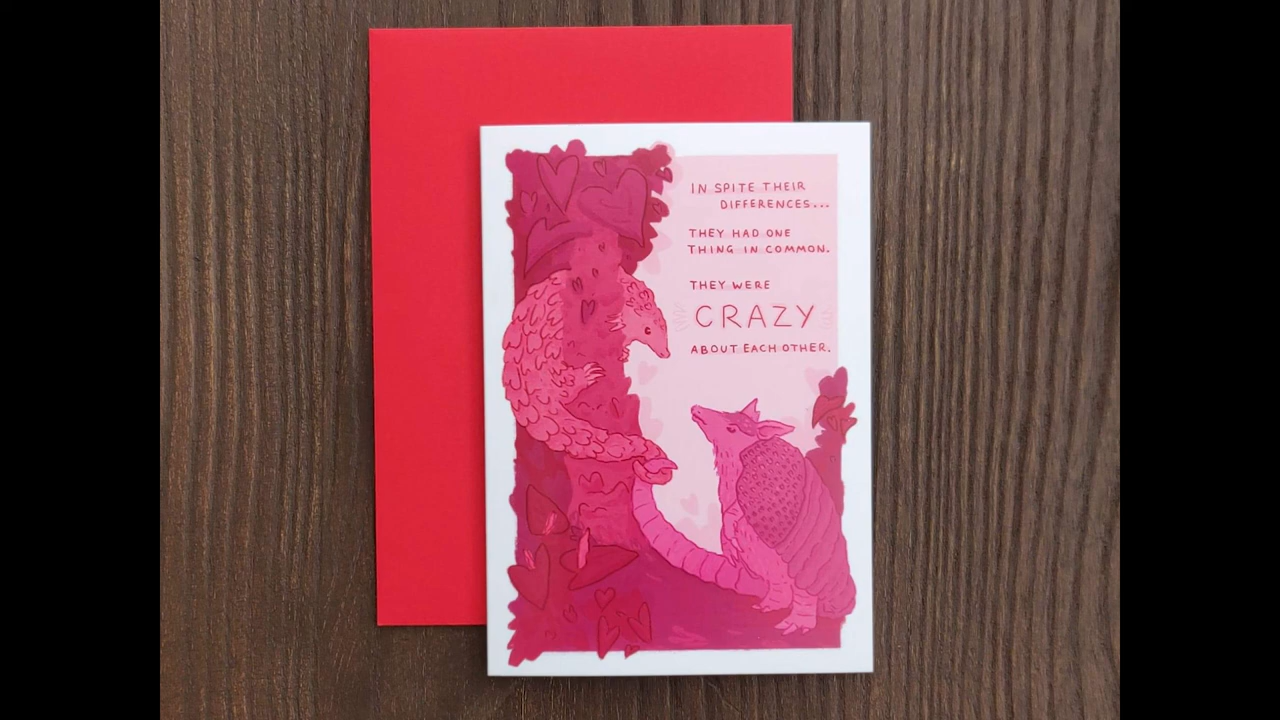 IN SPITE THEIR
DIFFERENCES...
THEY HAD ONE
THING IN COMMON.
THEY WERE
CRAZY
ABOUT EACH OTHER.